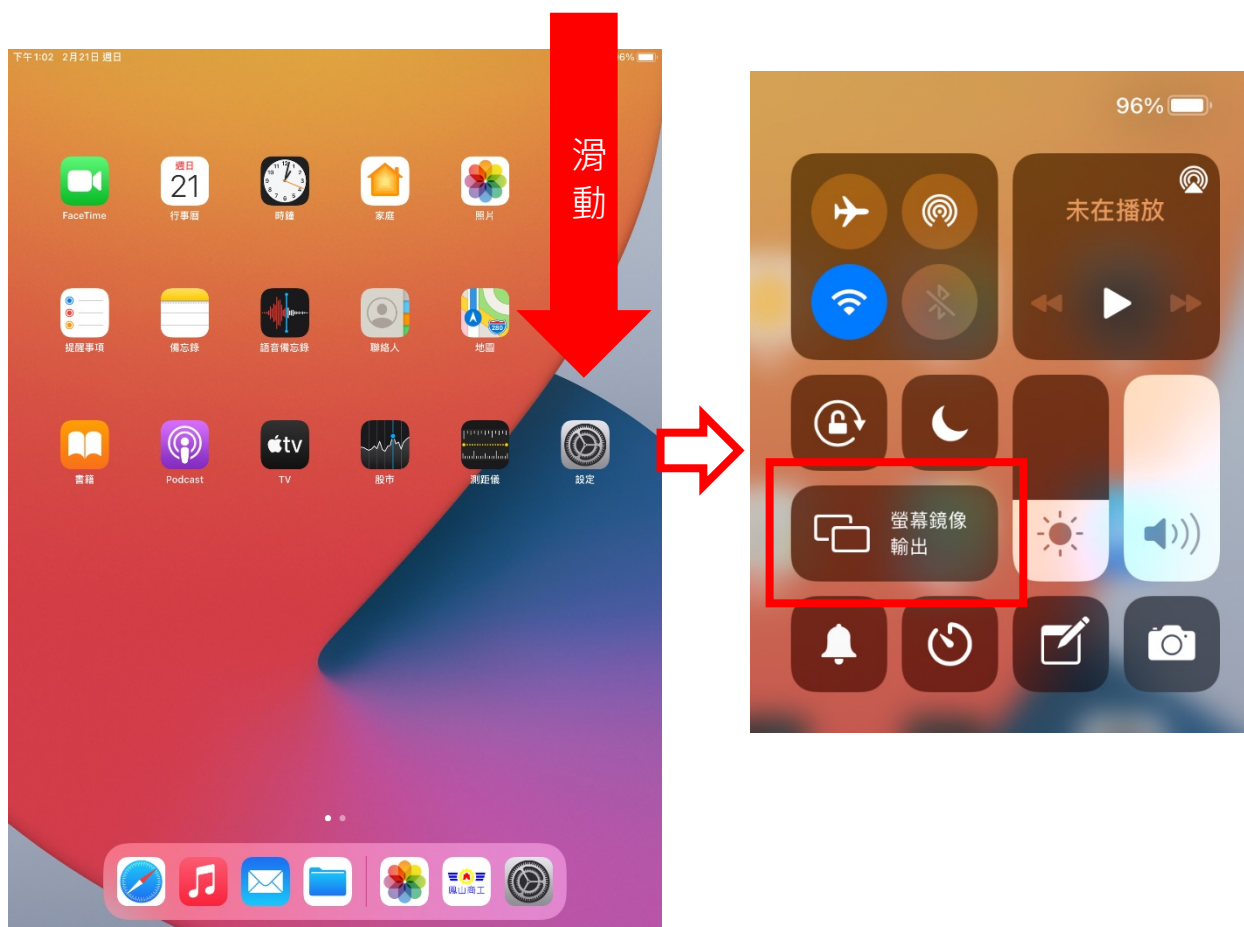 下午1:02 2月21日 週日
6%
滑
動
週日
21
FaceTime
行事曆
時鐘
家庭
照片
提醒事項
備忘錄
語音備忘錄
聯絡人
280
地圖
tv
書籍
Podcast
TV
股市
測距儀
設定
鳳山商工
96%
未在播放
螢幕鏡像
輸出